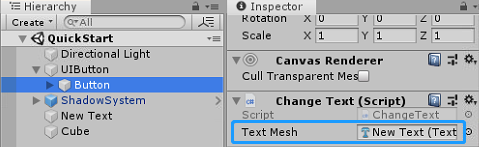 Hierarchy
Create
All
QuickStart
Directional Light
UIButton
Button
ShadowSystem
New Text
Cube
Inspector
Rotation X 0 Y 0 Z 0
Scale X 1 Y 1 Z 1
Canvas Renderer
Cull Transparent Mes
Change Text (Script)
Script ChangeText
Text Mesh New Text (Text